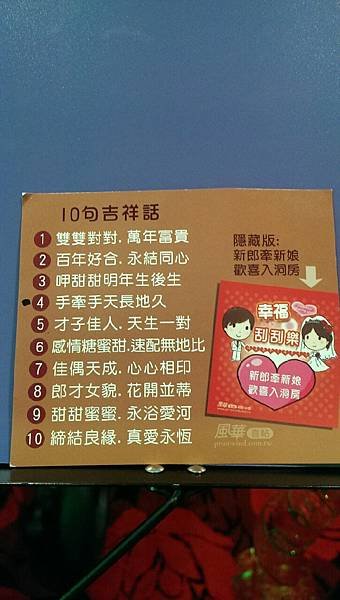 10句吉祥話
1 雙雙對對.萬年富貴
2 百年好合.永結同心
3 呷甜甜明年生後生
4 手牽手天長地久
5 才子佳人.天生一對
6 感情糖蜜甜.速配無地比
7 佳偶天成.心心相印
8 郎才女貌.花開並蒂
9 甜甜蜜蜜.永浴愛河
10 締結良緣.真愛永恆
隱藏版:
新郎牽新娘
歡喜入洞房
幸福
刮刮樂
新郎牽新娘
歡喜入洞房
風華喜帖